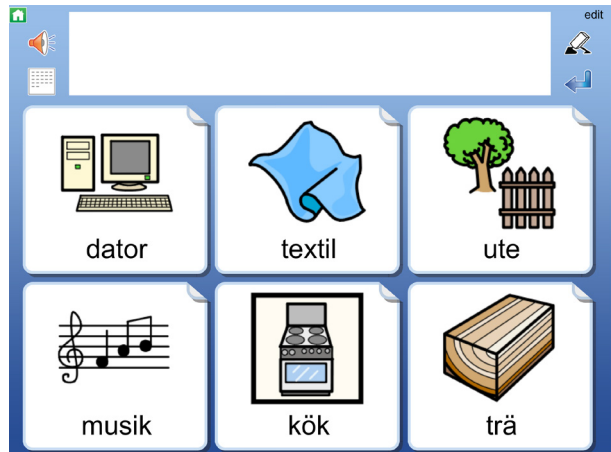 edit
dator
textil
ute
musik
kök
trä